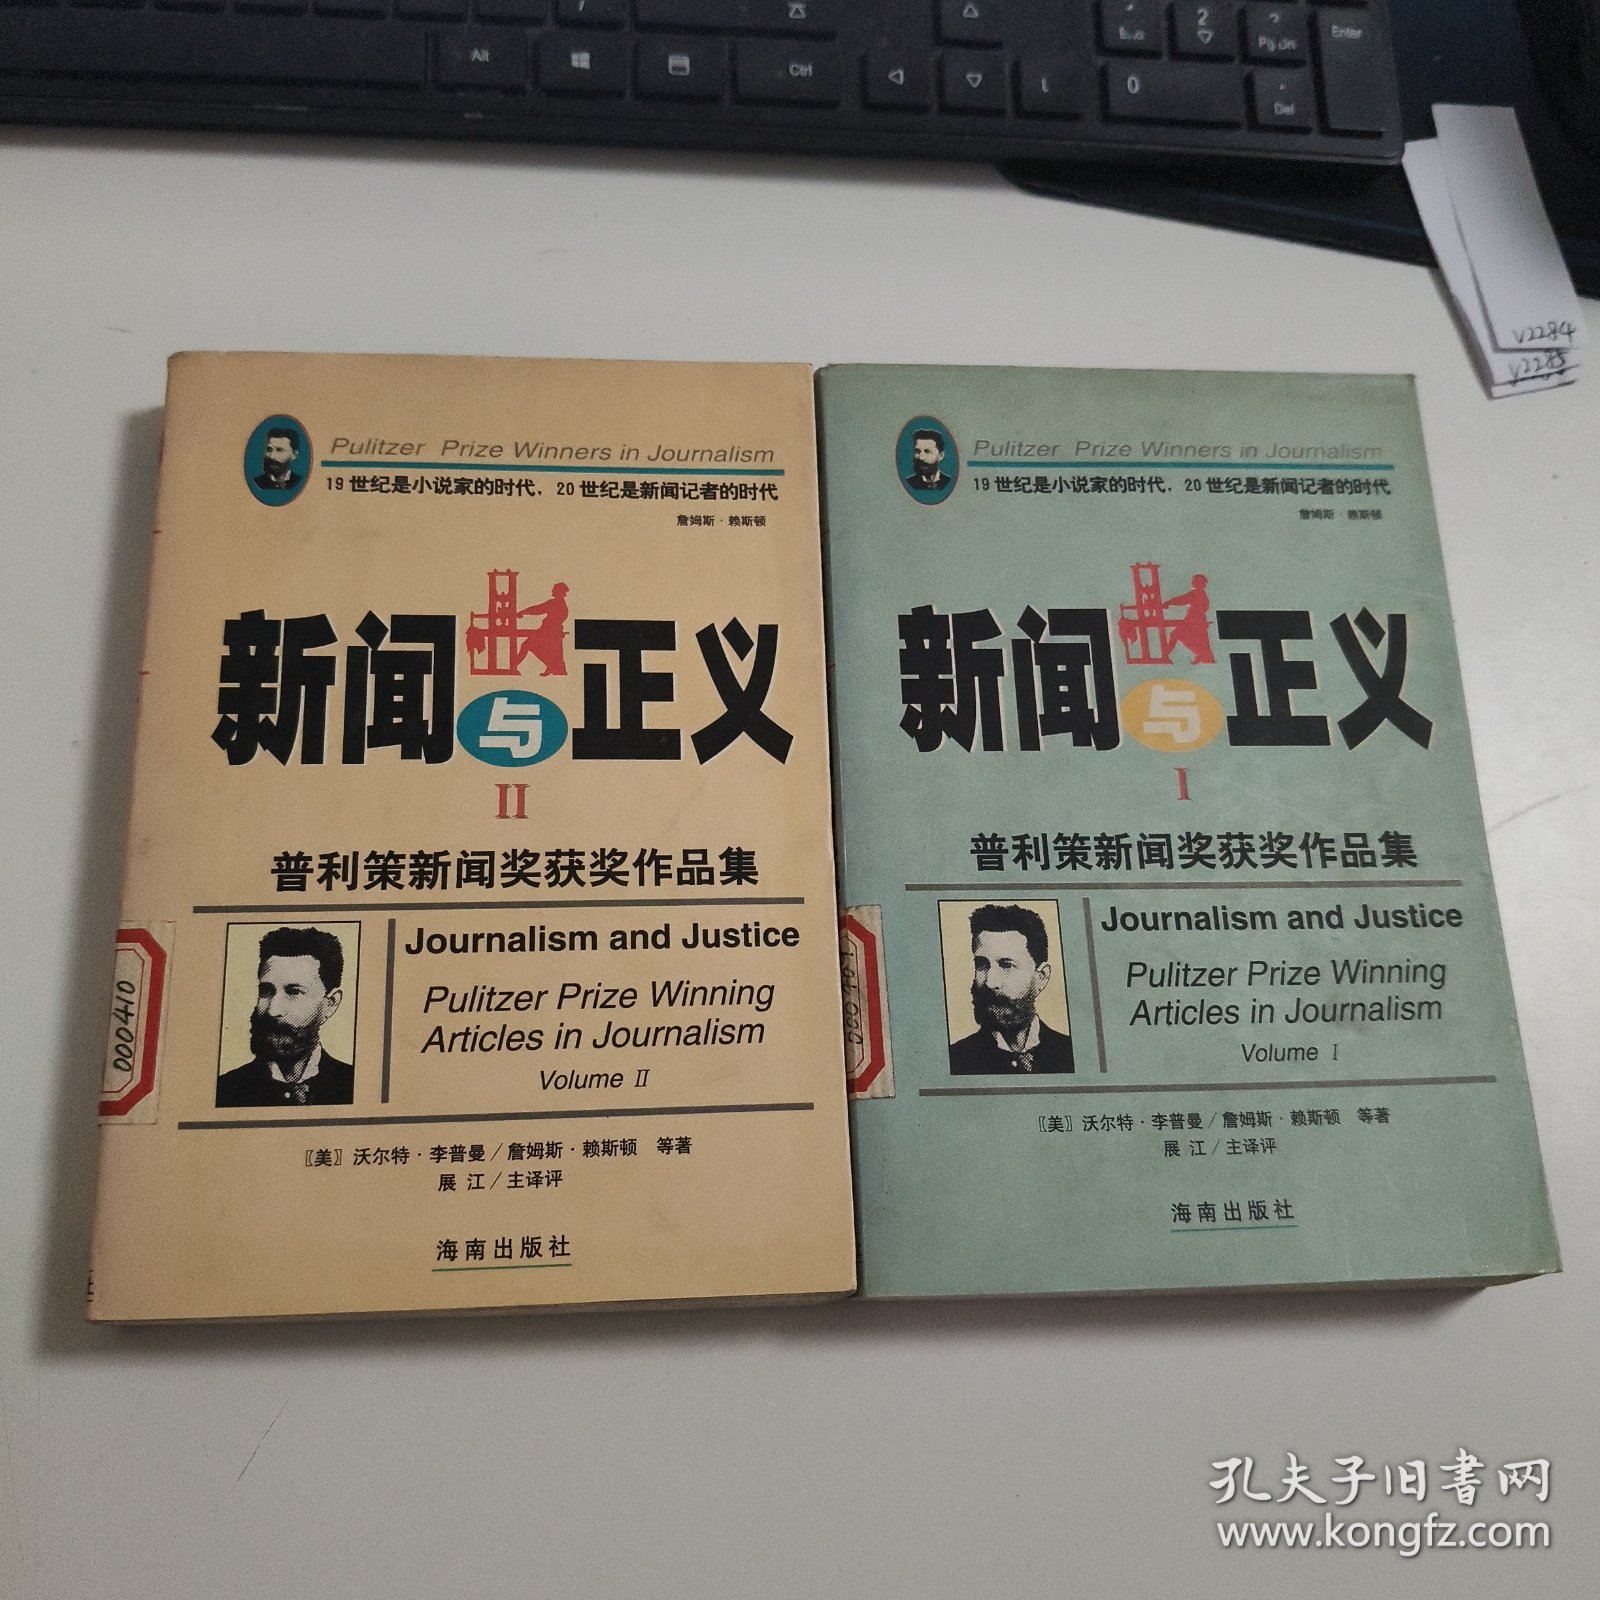 Alt
Ctrl
Enter
2
0
Pg dn
Del
V2284
V2285
Pulitzer Prize Winners in Journalism
19世纪是小说家的时代，20世纪是新闻记者的时代
詹姆斯·赖斯顿
新闻与正义
II
普利策新闻奖获奖作品集
Journalism and Justice
Pulitzer Prize Winning
Articles in Journalism
Volume II
000410
〖美〗沃尔特·李普曼／詹姆斯·赖斯顿 等著
展江／主译评
海南出版社
Pulitzer Prize Winners in Journalism
19世纪是小说家的时代，20世纪是新闻记者的时代
詹姆斯·赖斯顿
新闻与正义
I
普利策新闻奖获奖作品集
Journalism and Justice
Pulitzer Prize Winning
Articles in Journalism
Volume I
〖美〗沃尔特·李普曼／詹姆斯·赖斯顿 等著
展江／主译评
海南出版社
孔夫子旧书网
www.kongfz.com